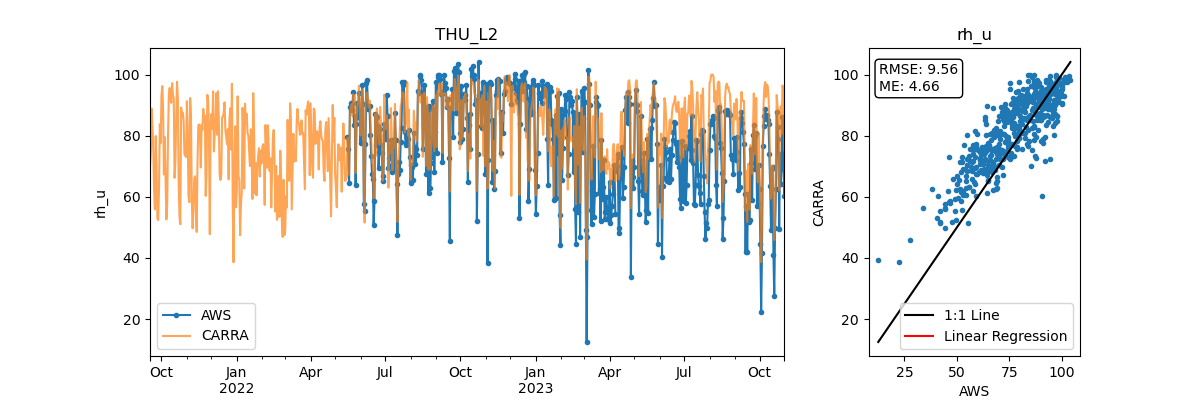 THU_L2
rh_u
100
80
60
40
20
rh_u
AWS
CARRA
Oct
Jan
2022
Apr
Jul
Oct
Jan
2023
Apr
Jul
Oct
rh_u
RMSE: 9.56
ME: 4.66
100
80
60
40
20
CARRA
1:1 Line
Linear Regression
25
50
75
100
AWS